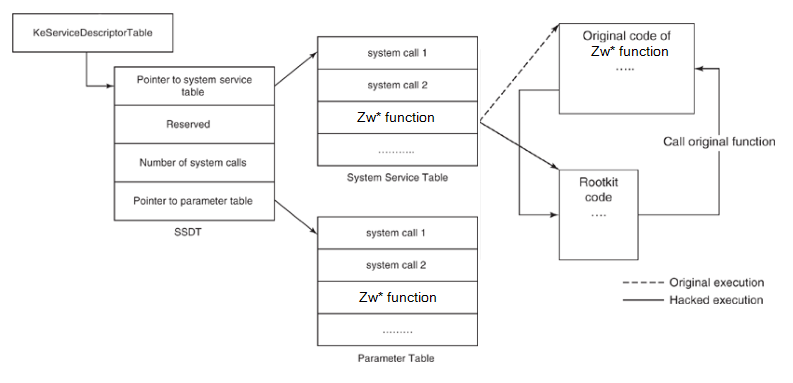 KeServiceDescriptorTable
Pointer to system service
table
Reserved
Number of system calls
Pointer to parameter table
SSDT
system call 1
system call 2
Zw* function
...........
System Service Table
system call 1
system call 2
Zw* function
.........
Parameter Table
Original code of
Zw* function
.....
Call original function
Rootkit
code
....
Original execution
Hacked execution